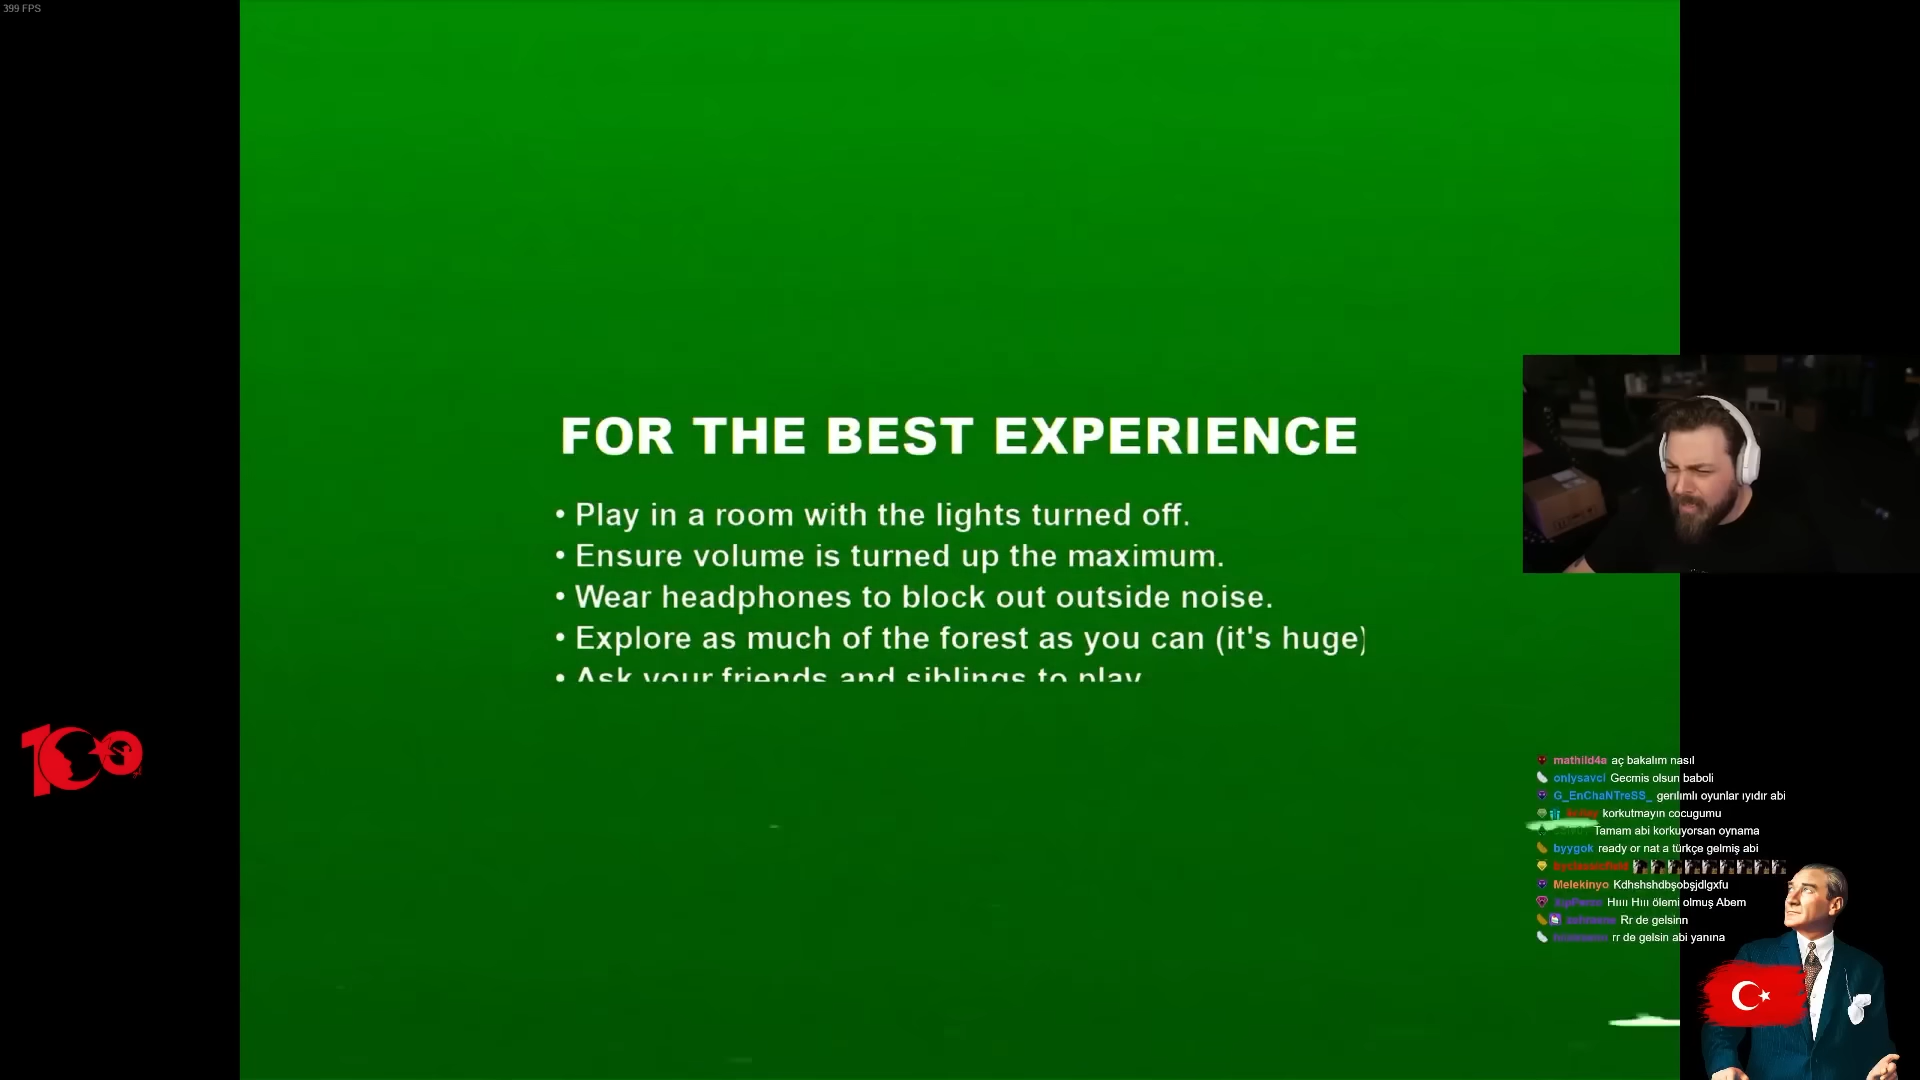 399 FPS
FOR THE BEST EXPERIENCE
• Play in a room with the lights turned off.
• Ensure volume is turned up the maximum.
• Wear headphones to block out outside noise.
• Explore as much of the forest as you can (it's huge)
• Ask your friends and siblings to play
100
mathild4a aç bakalım nasıl
onlysavci Gecmis olsun baboli
G_EnChaNTreSS_ gerılımlı oyunlar ıyıdır abi
korkutmayın cocugumu
Tamam abi korkuyorsan oynama
byygok ready or nat a türkçe gelmiş abi
Melekinyo Kdhshshdbşobşjdlgxfu
Hıııı Hııı ölemi olmuş Abem
Rr de gelsinn
rr de gelsin abi yanına